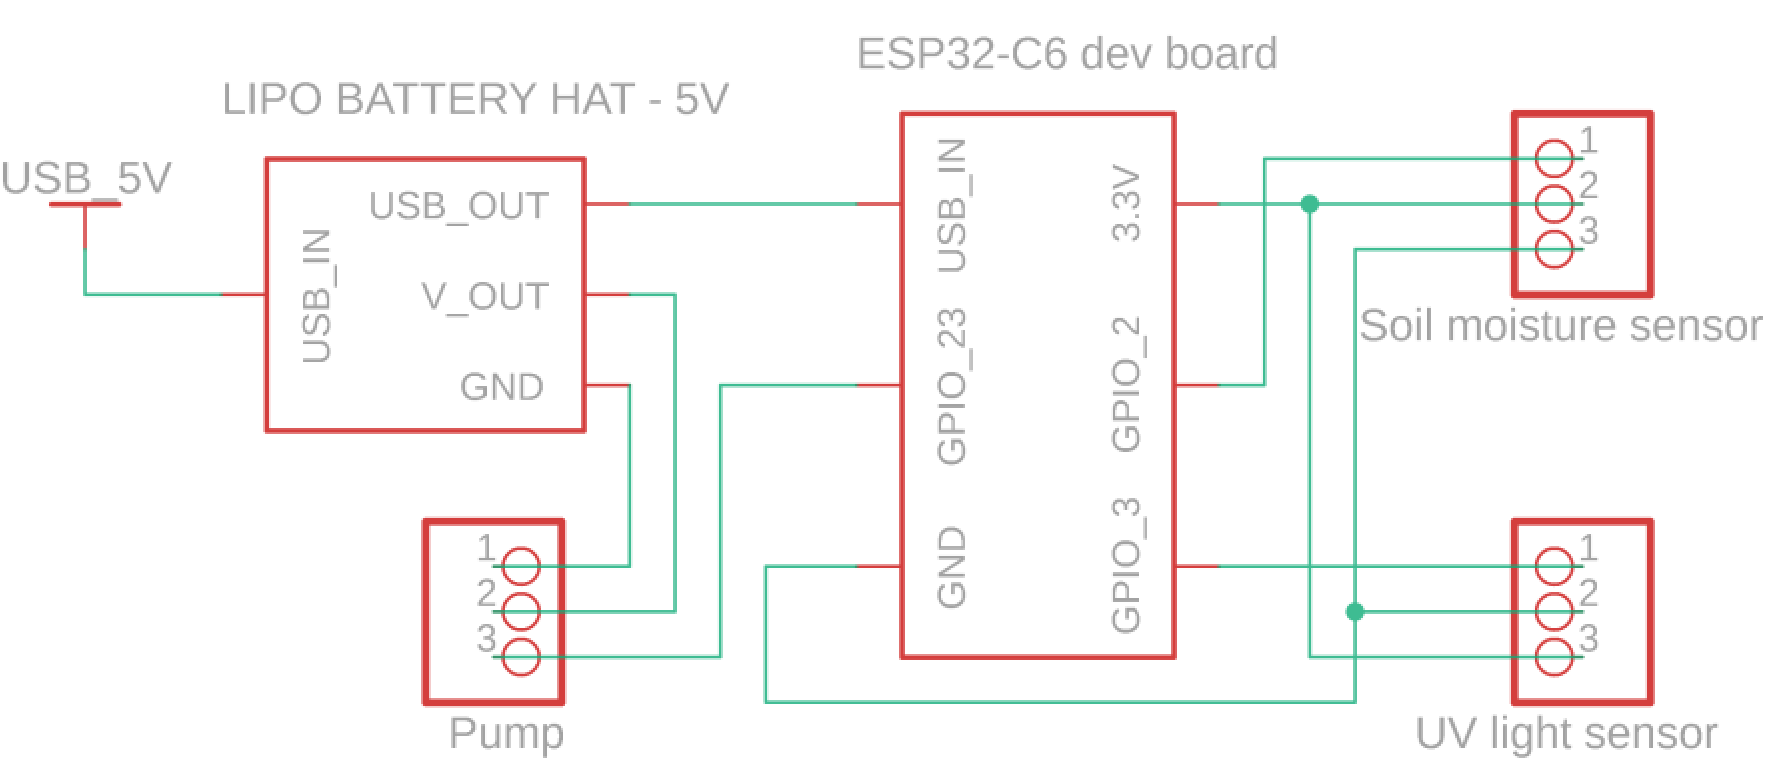 ESP32-C6 dev board
LIPO BATTERY HAT - 5V
USB_5V
USB_IN
USB_OUT
V_OUT
GND
USB_IN
GPIO_23
GND
3.3V
GPIO_2
GPIO_3
1
2
3
Soil moisture sensor
1
2
3
Pump
1
2
3
UV light sensor